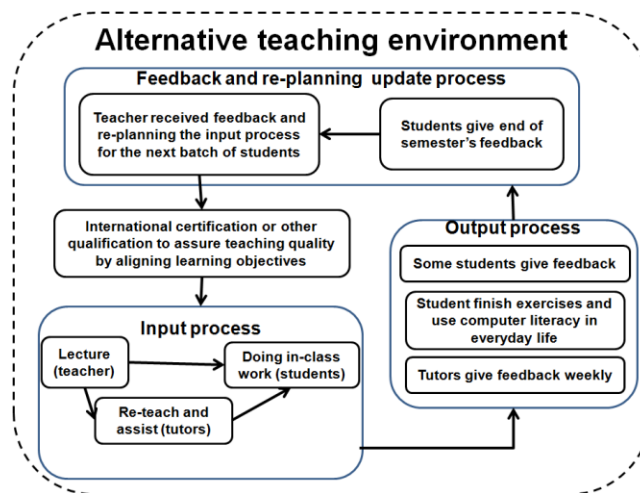 Alternative teaching environment
Feedback and re-planning update process
Teacher received feedback and
re-planning the input process
for the next batch of students
Students give end of
semester's feedback
International certification or other
qualification to assure teaching quality
by aligning learning objectives
Output process
Some students give feedback
Student finish exercises and
use computer literacy in
everyday life
Tutors give feedback weekly
Input process
Lecture
(teacher)
Doing in-class
work (students)
Re-teach and
assist (tutors)